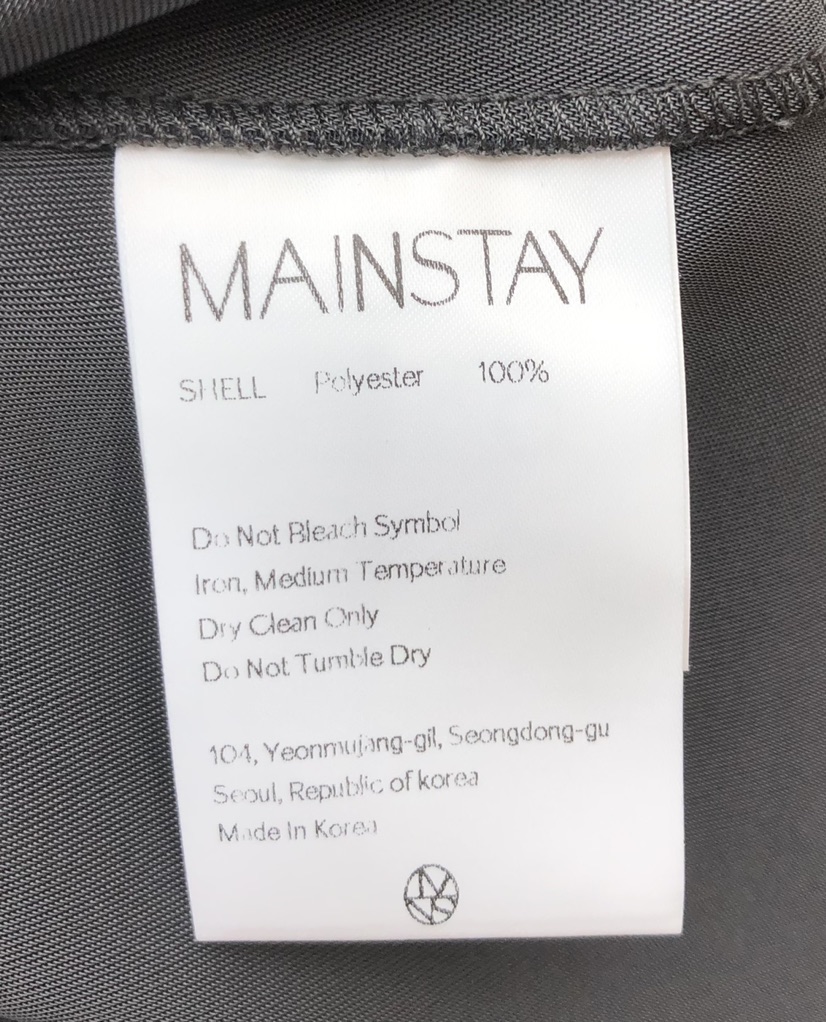 MAINSTAY
SHELL Polyester 100%
Do Not Bleach Symbol
Iron, Medium Temperature
Dry Clean Only
Do Not Tumble Dry
104, Yeonmujang-gil, Seongdong-gu
Seoul, Republic of korea
Made In Korea